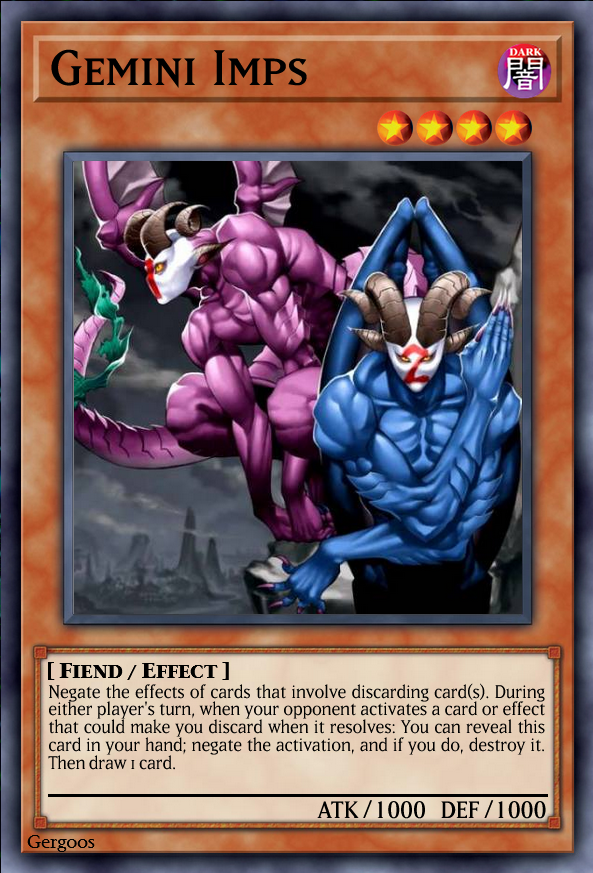 Gemini Imps
DARK
闇
2
[ Fiend / Effect ]
Negate the effects of cards that involve discarding card(s). During
either player's turn, when your opponent activates a card or effect
that could make you discard when it resolves: You can reveal this
card in your hand; negate the activation, and if you do, destroy it.
Then draw 1 card.
ATK / 1000 DEF / 1000
Gergoos